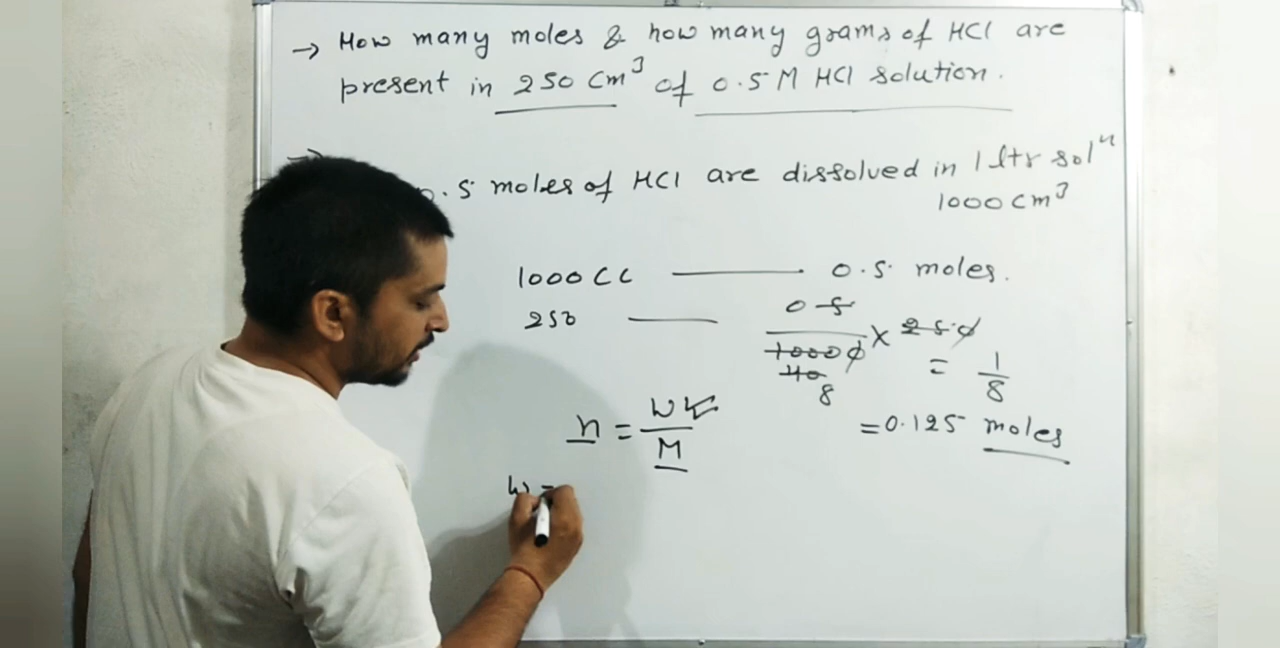 → How many moles & how many grams of HCl are
present in 250 cm³ of 0.5 M HCl solution.
→
0.5 moles of HCl are dissolved in 1 ltr solⁿ
1000 cm³
1000 CC —— 0.5 moles.
250 —— 0.5/1000 × 250 = 1/8
40
8
= 0.125 moles
n = W/M
W =